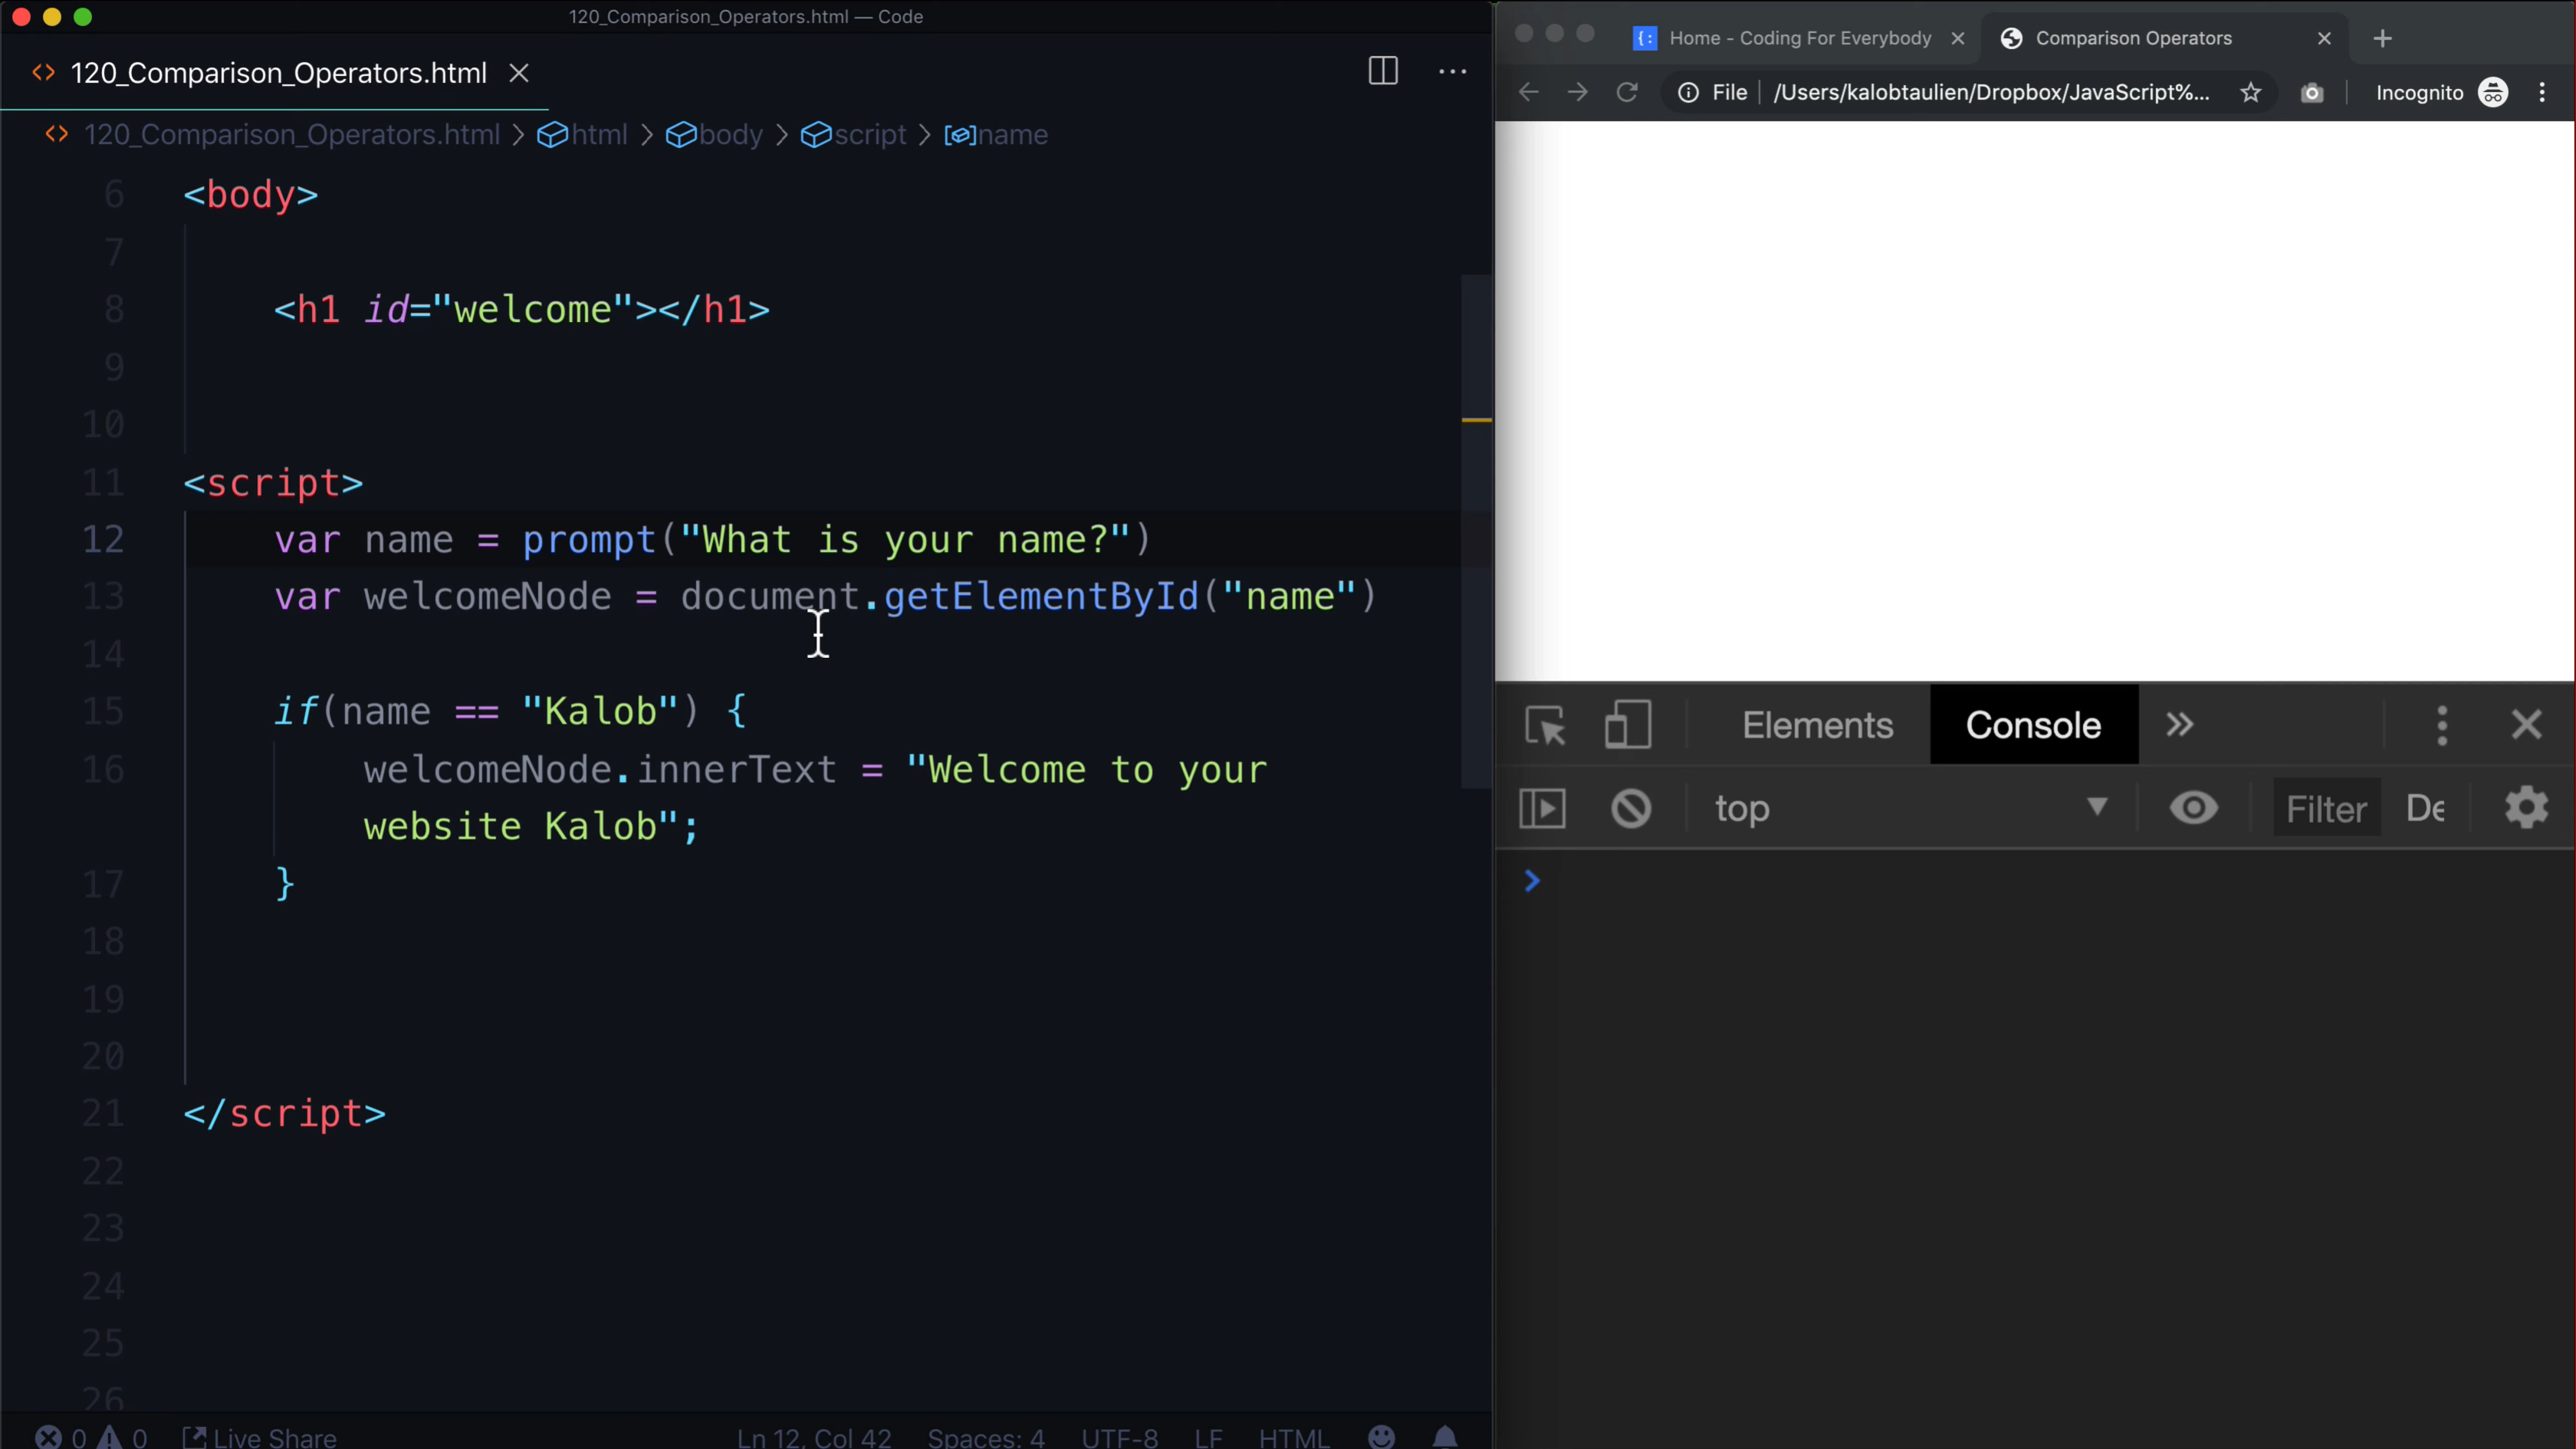 120_Comparison_Operators.html — Code
120_Comparison_Operators.html
120_Comparison_Operators.html > html > body > script > name
6 <body>
7
8 <h1 id="welcome"></h1>
9
10
11 <script>
12 var name = prompt("What is your name?")
13 var welcomeNode = document.getElementById("name")
14
15 if(name == "Kalob") {
16 welcomeNode.innerText = "Welcome to your
website Kalob";
17 }
18
19
20
21 </script>
22
23
24
25
26
0 0 Live Share Ln 12, Col 42 Spaces: 4 UTF-8 LF HTML
Home - Coding For Everybody Comparison Operators
File /Users/kalobtaulien/Dropbox/JavaScript%... Incognito
Elements Console
top Filter De
>